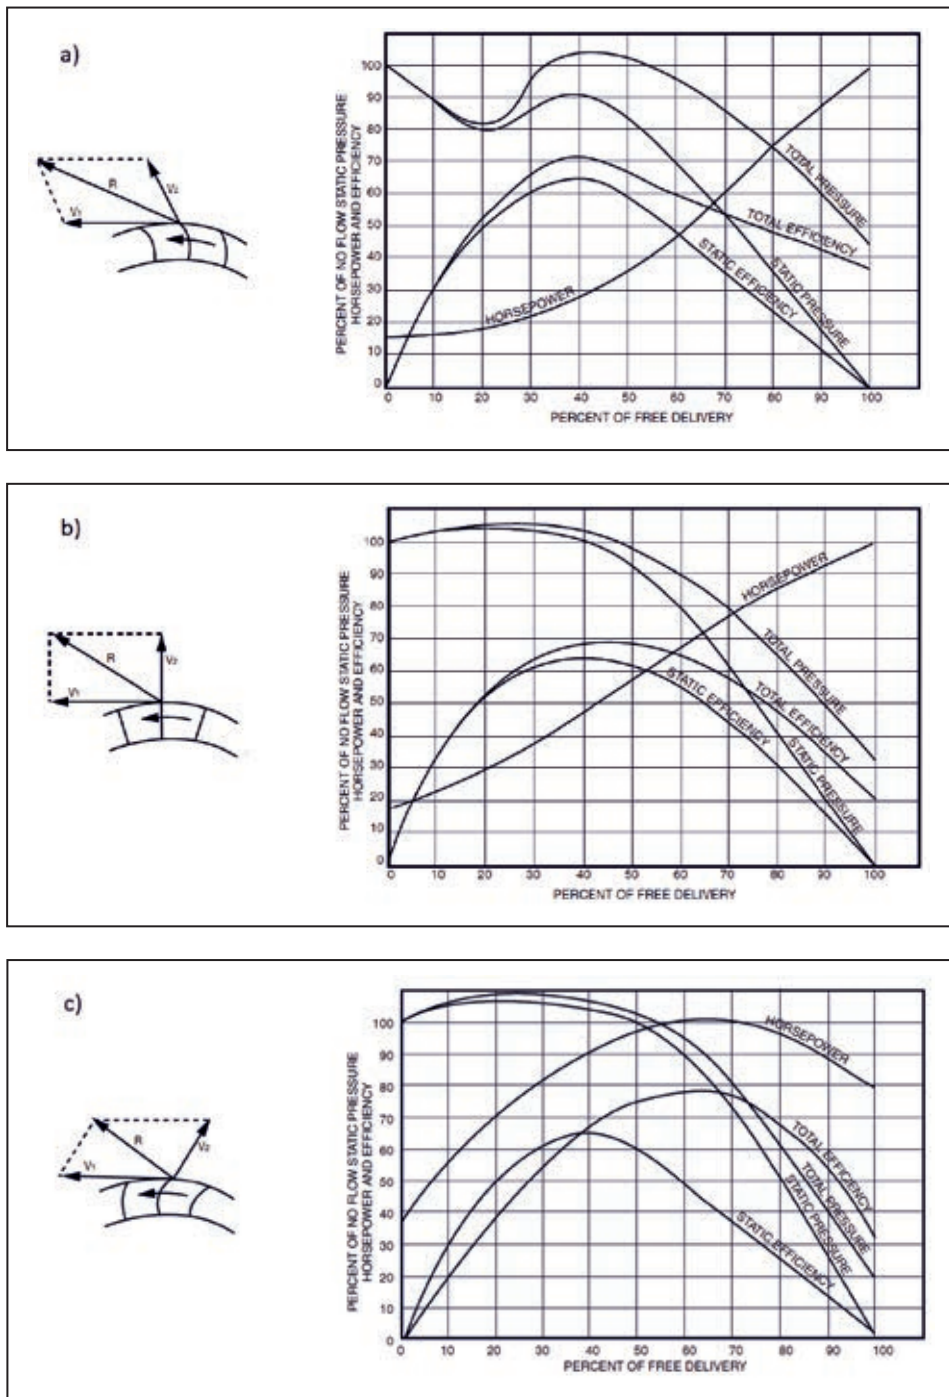 a)
PERCENT OF NO FLOW STATIC PRESSURE
HORSEPOWER AND EFFICIENCY
100
90
80
70
60
50
40
30
20
10
0
R
V₂
V₁
TOTAL PRESSURE
TOTAL EFFICIENCY
STATIC PRESSURE
STATIC EFFICIENCY
HORSEPOWER
0 10 20 30 40 50 60 70 80 90 100
PERCENT OF FREE DELIVERY
b)
PERCENT OF NO FLOW STATIC PRESSURE
HORSEPOWER AND EFFICIENCY
100
90
80
70
60
50
40
30
20
10
0
R
V₂
V₁
HORSEPOWER
TOTAL PRESSURE
TOTAL EFFICIENCY
STATIC EFFICIENCY
STATIC PRESSURE
0 10 20 30 40 50 60 70 80 90 100
PERCENT OF FREE DELIVERY
c)
PERCENT OF NO FLOW STATIC PRESSURE
HORSEPOWER AND EFFICIENCY
100
90
80
70
60
50
40
30
20
10
0
R
V₂
V₁
HORSEPOWER
TOTAL EFFICIENCY
TOTAL PRESSURE
STATIC PRESSURE
STATIC EFFICIENCY
0 10 20 30 40 50 60 70 80 90 100
PERCENT OF FREE DELIVERY